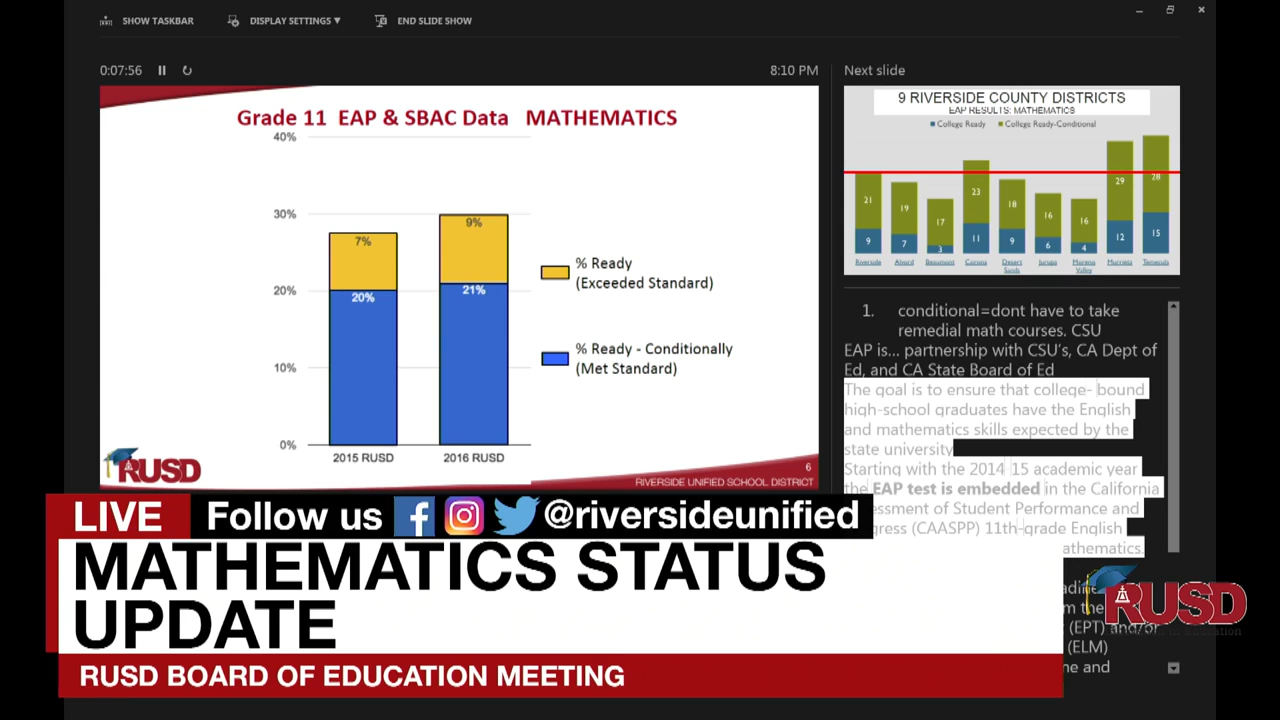 SHOW TASKBAR
DISPLAY SETTINGS ▼
END SLIDE SHOW
0:07:56
8:10 PM
Grade 11 EAP & SBAC Data MATHEMATICS
40%
30%
20%
10%
0%
7%
20%
9%
21%
2015 RUSD
2016 RUSD
% Ready
(Exceeded Standard)
% Ready - Conditionally
(Met Standard)
RUSD
6
RIVERSIDE UNIFIED SCHOOL DISTRICT
Next slide
9 RIVERSIDE COUNTY DISTRICTS
EAP RESULTS: MATHEMATICS
College Ready
College Ready-Conditional
21
19
17
23
18
16
16
29
28
9
7
3
11
9
6
4
12
15
Riverside
Alvord
Beaumont
Corona
Desert
Sands
Jurupa
Moreno
Valley
Murrieta
Temecula
1. conditional=dont have to take
remedial math courses. CSU
EAP is... partnership with CSU's, CA Dept of
Ed, and CA State Board of Ed
The goal is to ensure that college- bound
high-school graduates have the English
and mathematics skills expected by the
state university
Starting with the 2014 15 academic year
the EAP test is embedded in the California
essment of Student Performance and
gress (CAASPP) 11th-grade English
athematics.
m the
(EPT) and/or
(ELM)
me and
RUSD
LIVE
Follow us @riversideunified
MATHEMATICS STATUS
UPDATE
RUSD BOARD OF EDUCATION MEETING